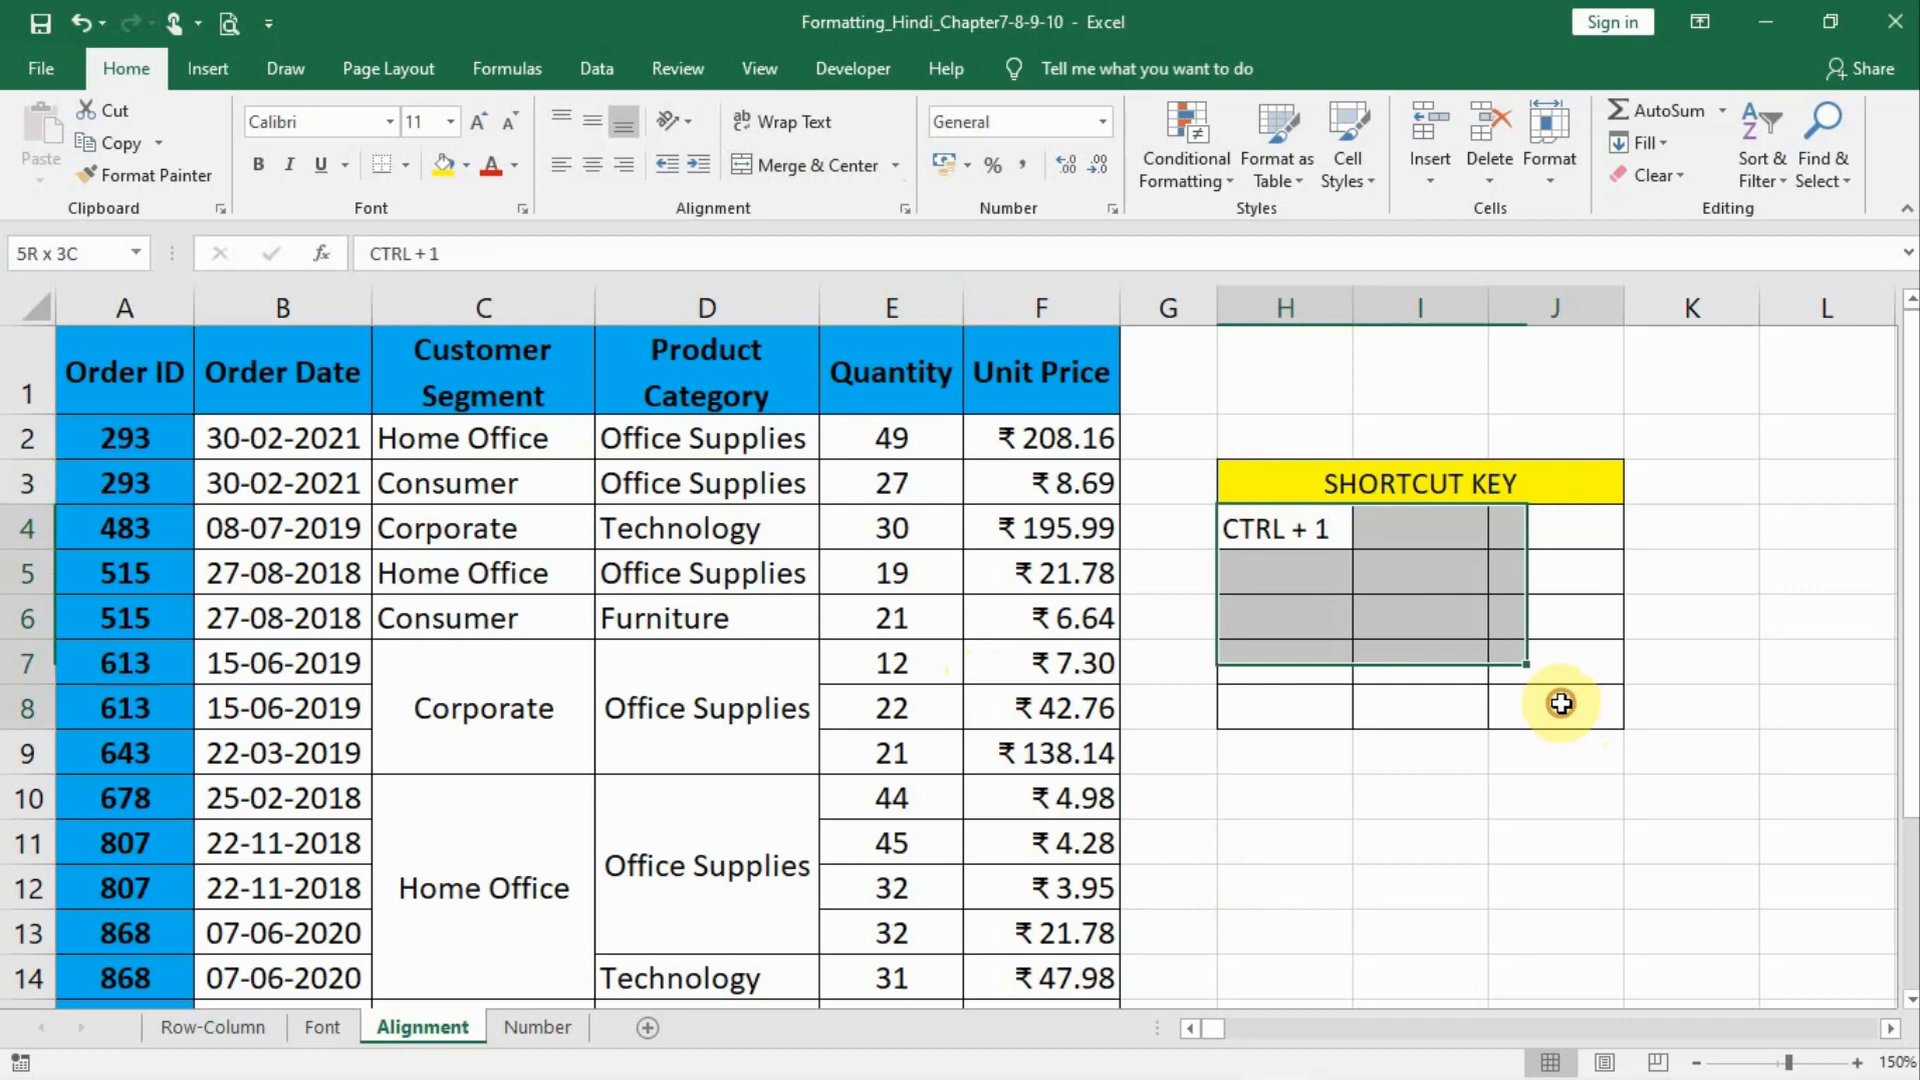 Formatting_Hindi_Chapter7-8-9-10 - Excel
Sign in
File Home Insert Draw Page Layout Formulas Data Review View Developer Help Tell me what you want to do Share
Paste
Cut
Copy
Format Painter
Clipboard
Calibri 11
B I U A
Font
Wrap Text
Merge & Center
Alignment
General
% ,
Number
Conditional Formatting
Format as Table
Cell Styles
Styles
Insert Delete Format
Cells
AutoSum
Fill
Clear
Sort & Filter
Find & Select
Editing
5R x 3C fx CTRL + 1
A B C D E F G H I J K L
1 Order ID Order Date Customer Segment Product Category Quantity Unit Price
2 293 30-02-2021 Home Office Office Supplies 49 ₹ 208.16
3 293 30-02-2021 Consumer Office Supplies 27 ₹ 8.69 SHORTCUT KEY
4 483 08-07-2019 Corporate Technology 30 ₹ 195.99 CTRL + 1
5 515 27-08-2018 Home Office Office Supplies 19 ₹ 21.78
6 515 27-08-2018 Consumer Furniture 21 ₹ 6.64
7 613 15-06-2019 12 ₹ 7.30
8 613 15-06-2019 Corporate Office Supplies 22 ₹ 42.76
9 643 22-03-2019 21 ₹ 138.14
10 678 25-02-2018 44 ₹ 4.98
11 807 22-11-2018 Office Supplies 45 ₹ 4.28
12 807 22-11-2018 Home Office 32 ₹ 3.95
13 868 07-06-2020 32 ₹ 21.78
14 868 07-06-2020 Technology 31 ₹ 47.98
Row-Column Font Alignment Number
150%